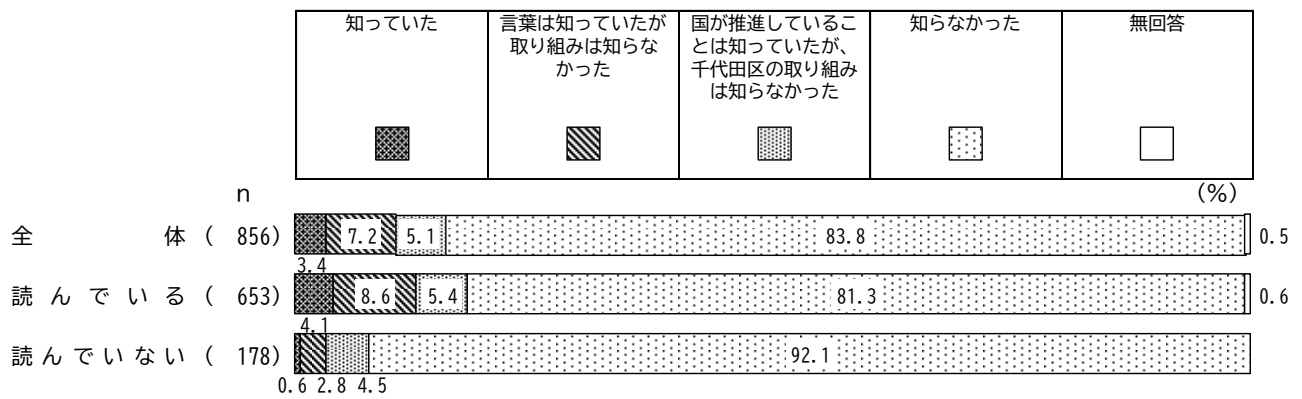 知っていた
言葉は知っていたが
取り組みは知らな
かった
国が推進しているこ
とは知っていたが、
千代田区の取り組み
は知らなかった
知らなかった
無回答
n
(%)
全体( 856) 7.2 5.1 83.8 0.5
3.4
読んでいる( 653) 8.6 5.4 81.3 0.6
4.1
読んでいない( 178) 92.1
0.6 2.8 4.5